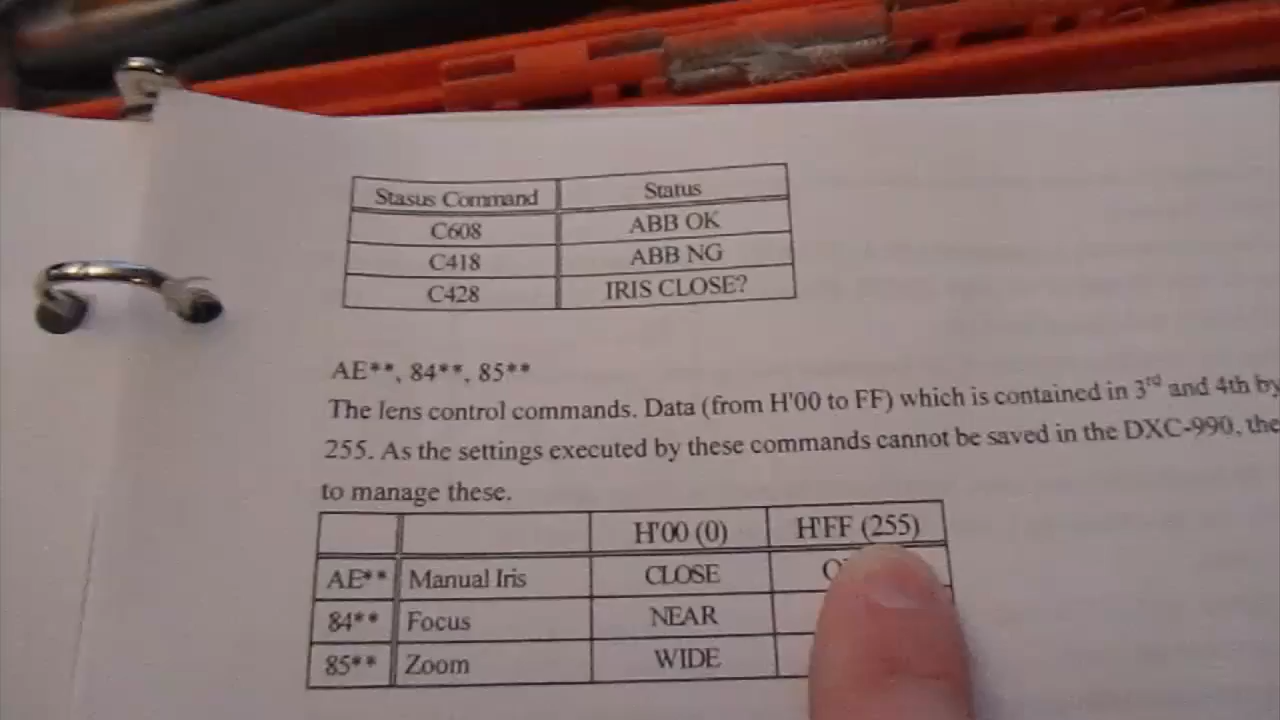 Stasus Command Status
C608 ABB OK
C418 ABB NG
C428 IRIS CLOSE?
AE**, 84**, 85**
The lens control commands. Data (from H'00 to FF) which is contained in 3rd and 4th by
255. As the settings executed by these commands cannot be saved in the DXC-990, the
to manage these.
H'00 (0) H'FF (255)
AE** Manual Iris CLOSE
84** Focus NEAR
85** Zoom WIDE